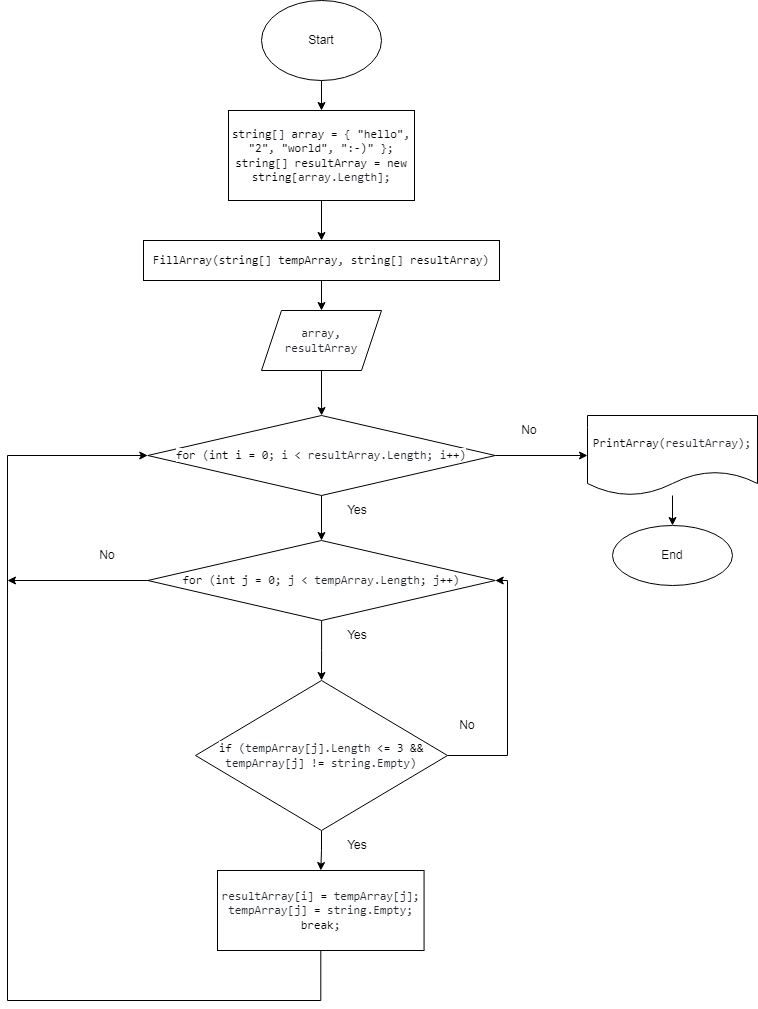 Start
string[] array = { "hello",
"2", "world", ":-)" };
string[] resultArray = new
string[array.Length];
FillArray(string[] tempArray, string[] resultArray)
array,
resultArray
for (int i = 0; i < resultArray.Length; i++)
No
PrintArray(resultArray);
End
Yes
for (int j = 0; j < tempArray.Length; j++)
No
Yes
if (tempArray[j].Length <= 3 &&
tempArray[j] != string.Empty)
No
Yes
resultArray[i] = tempArray[j];
tempArray[j] = string.Empty;
break;